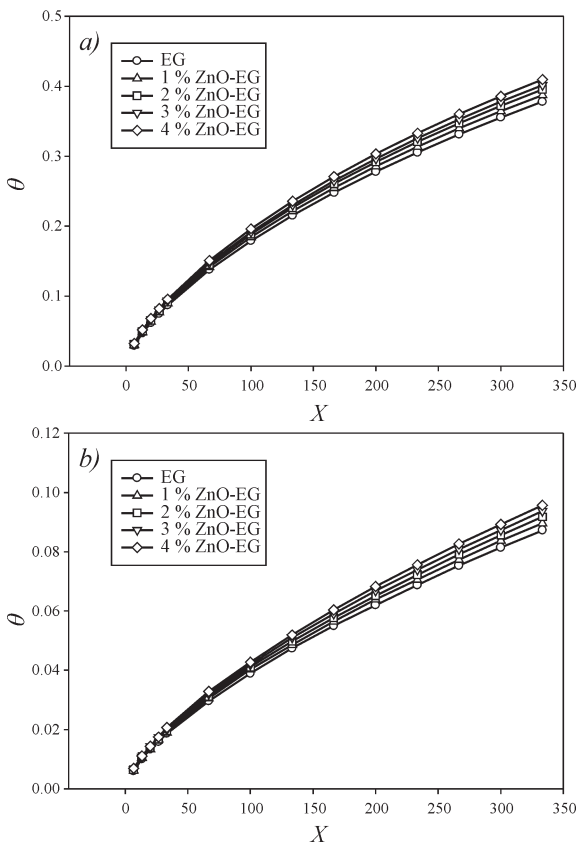 a)
EG
1 % ZnO-EG
2 % ZnO-EG
3 % ZnO-EG
4 % ZnO-EG
0.5
0.4
0.3
0.2
0.1
0.0
θ
0 50 100 150 200 250 300 350
X
b)
EG
1 % ZnO-EG
2 % ZnO-EG
3 % ZnO-EG
4 % ZnO-EG
0.12
0.10
0.08
0.06
0.04
0.02
0.00
θ
0 50 100 150 200 250 300 350
X